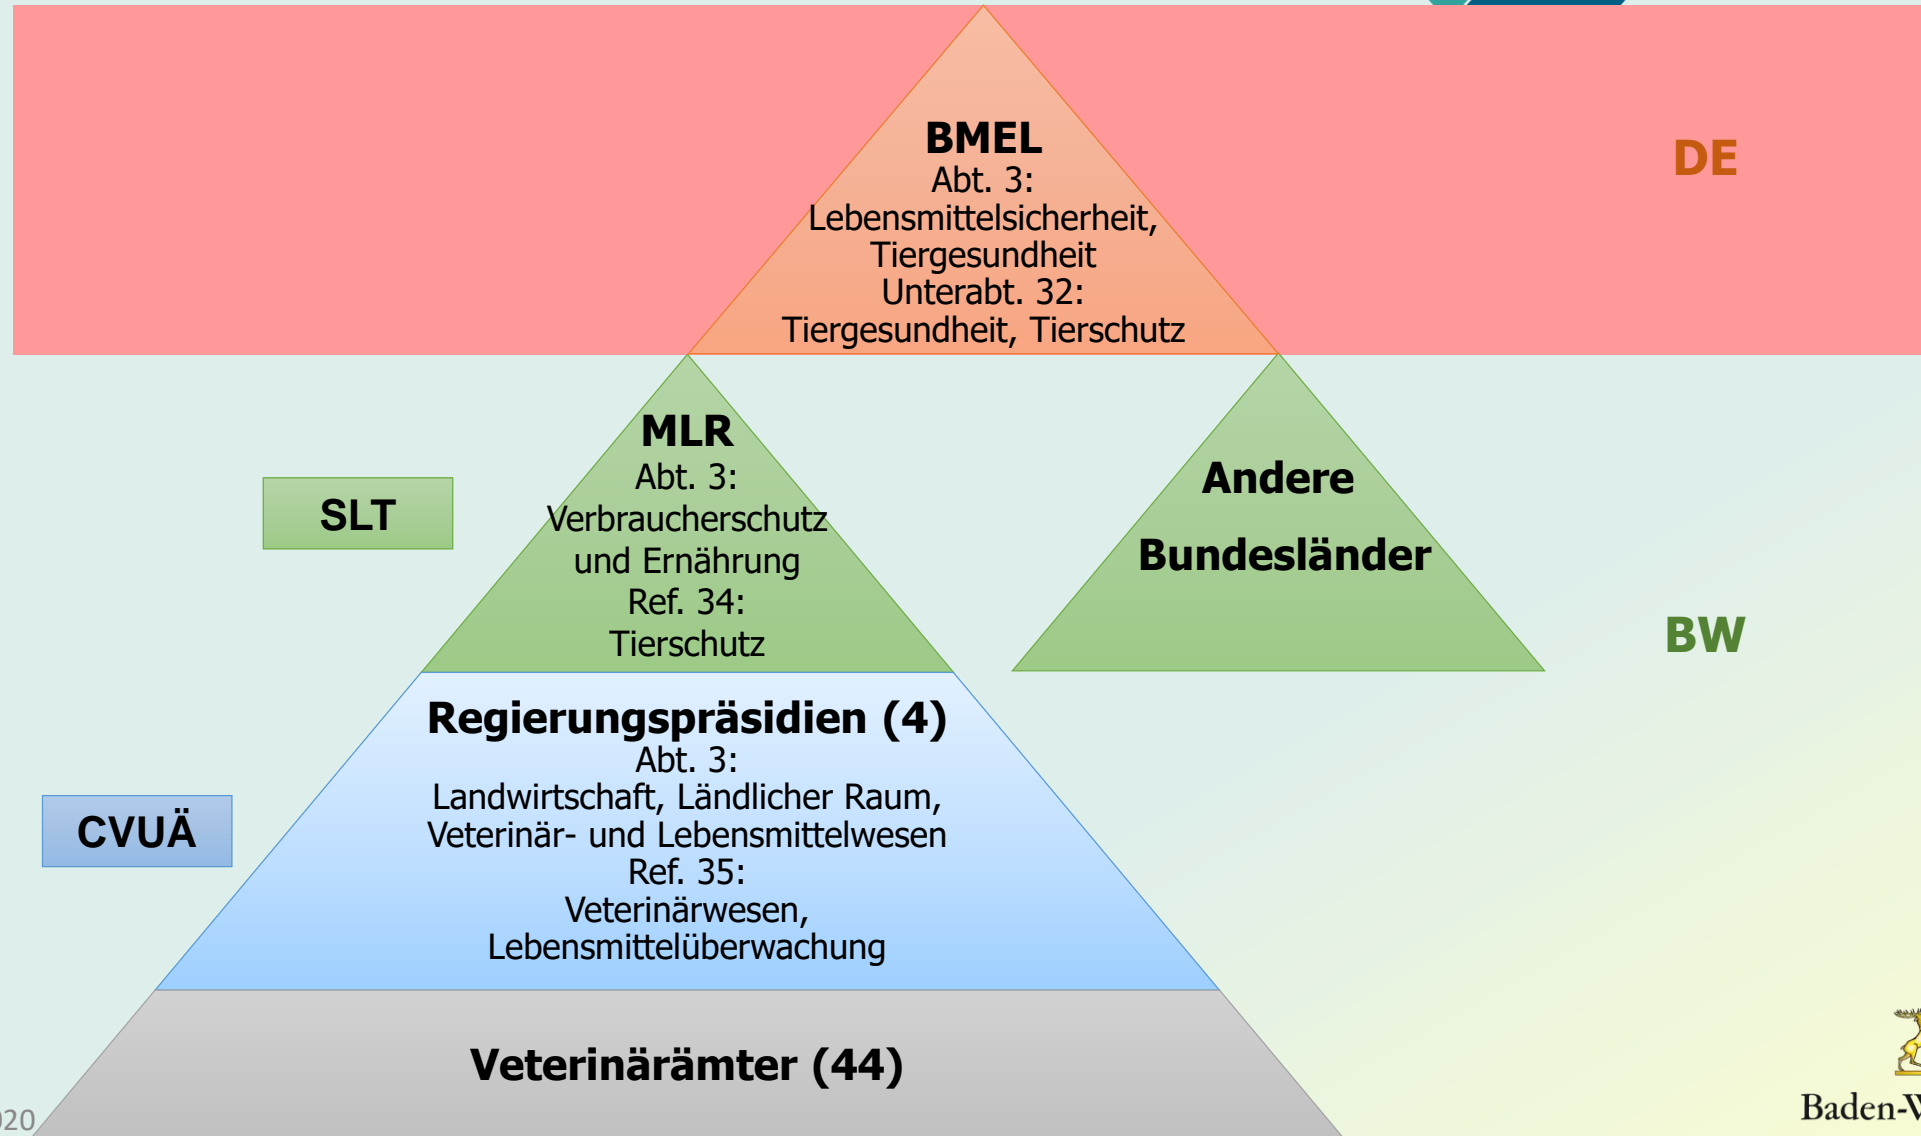 BMEL
Abt. 3:
Lebensmittelsicherheit,
Tiergesundheit
Unterabt. 32:
Tiergesundheit, Tierschutz
DE
MLR
Abt. 3:
Verbraucherschutz
und Ernährung
Ref. 34:
Tierschutz
SLT
Andere
Bundesländer
BW
Regierungspräsidien (4)
Abt. 3:
Landwirtschaft, Ländlicher Raum,
Veterinär- und Lebensmittelwesen
Ref. 35:
Veterinärwesen,
Lebensmittelüberwachung
CVUÄ
Veterinärämter (44)
020
Baden-W